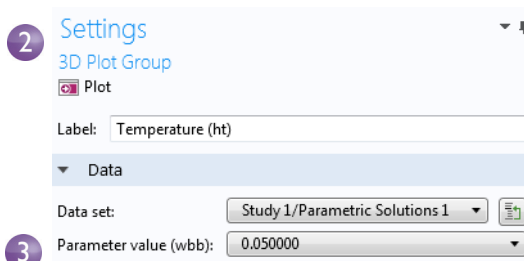 2
Settings
3D Plot Group
Plot
Label: Temperature (ht)
Data
Data set: Study 1/Parametric Solutions 1
3
Parameter value (wbb): 0.050000